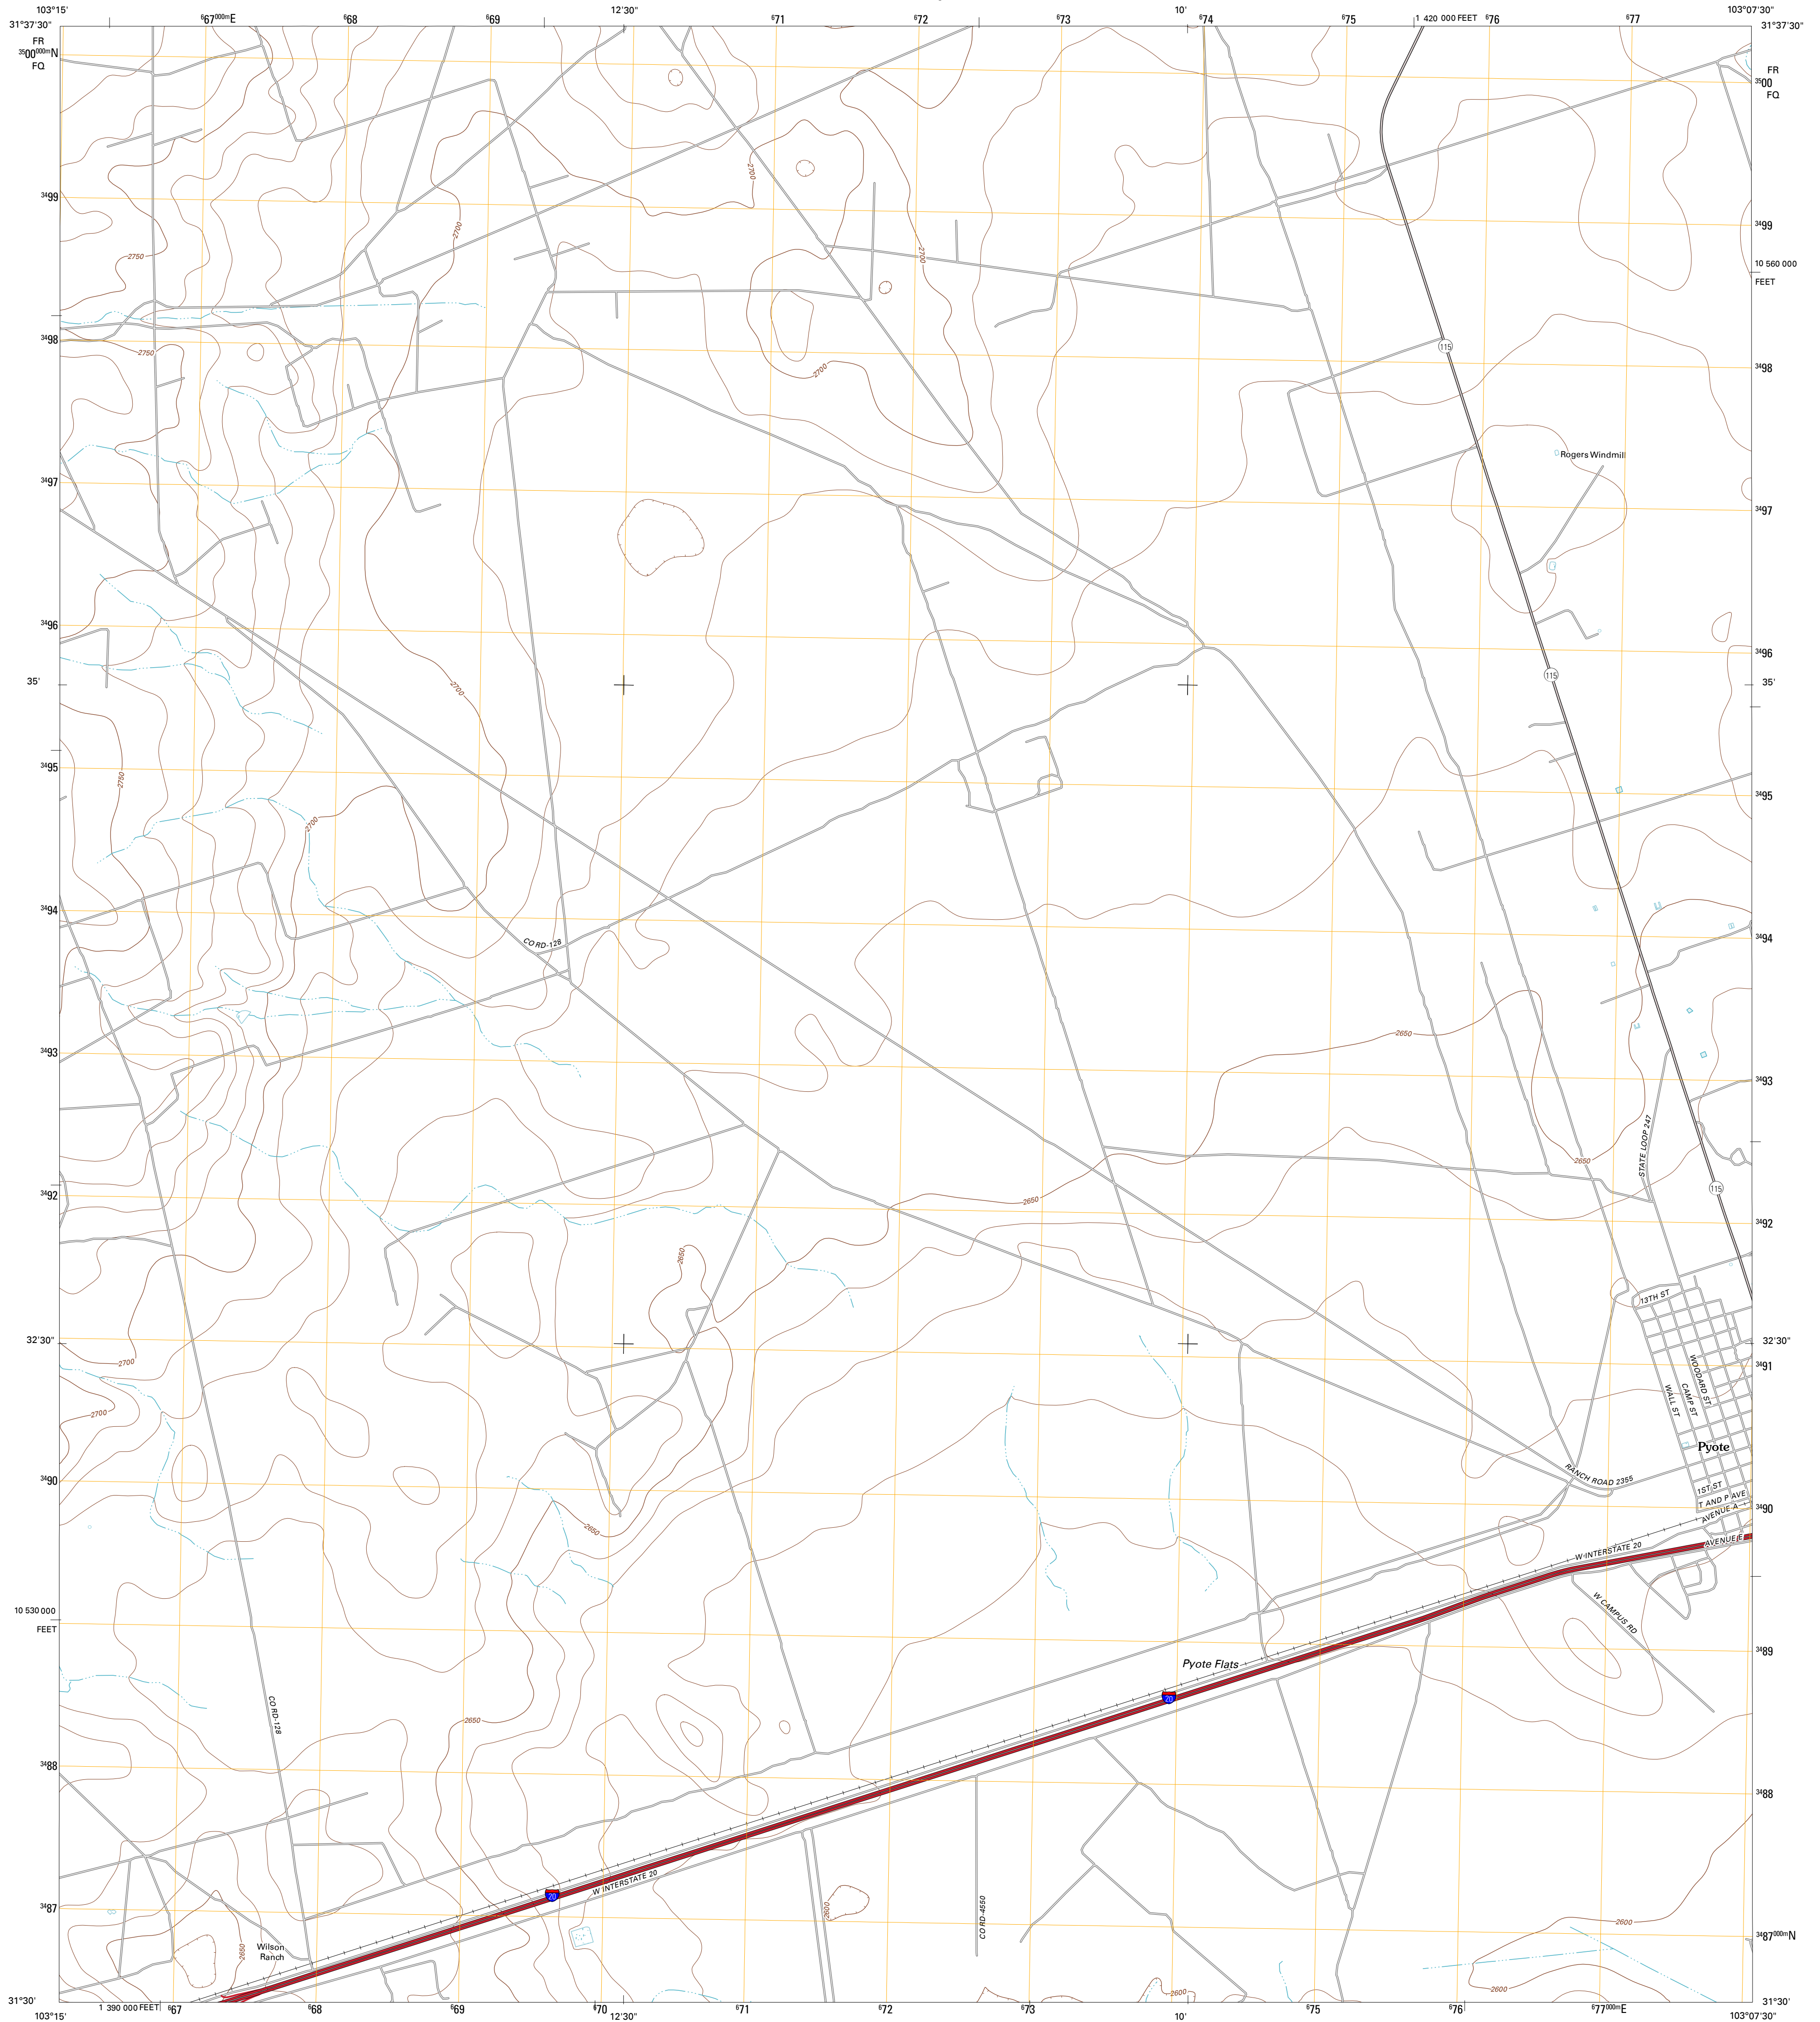 103°15'
⁶67⁰⁰⁰ᵐE
⁶68
⁶69
12'30"
⁶71
⁶72
⁶73
10'
⁶74
⁶75
1 420 000 FEET
⁶76
⁶77
103°07'30"
31°37'30"
31°37'30"
FR
³⁵00⁰⁰⁰ᵐN
FQ
FR
³⁵00
FQ
2700
³⁴99
2700
³⁴99
2750
2700
10 560 000
FEET
³⁴98
115
2750
³⁴98
2700
Rogers Windmill
³⁴97
³⁴97
³⁴96
³⁴96
115
35'
35'
2700
³⁴95
2750
³⁴95
2700
³⁴94
³⁴94
CO RD-128
2650
³⁴93
³⁴93
STATE LOOP 247
2650
115
³⁴92
2650
³⁴92
2650
13TH ST
32'30"
32'30"
2700
³⁴91
WOODARD ST
CAMP ST
WALL ST
2700
Pyote
³⁴90
RANCH ROAD 2355
1ST ST
T AND P AVE
³⁴90
AVENUE A
2650
AVENUE E
W INTERSTATE 20
W CAMPUS RD
10 530 000
FEET
³⁴89
Pyote Flats
20
CO RD-128
2650
³⁴88
³⁴88
W INTERSTATE 20
20
³⁴87
2600
CO RD-4550
2600
³⁴87⁰⁰⁰ᵐN
Wilson
Ranch
2650
2600
2600
31°30'
31°30'
103°15'
1 390 000 FEET
⁶67
⁶68
⁶69
⁶70
12'30"
⁶71
⁶72
⁶73
10'
⁶75
⁶76
⁶77⁰⁰⁰ᵐE
103°07'30"